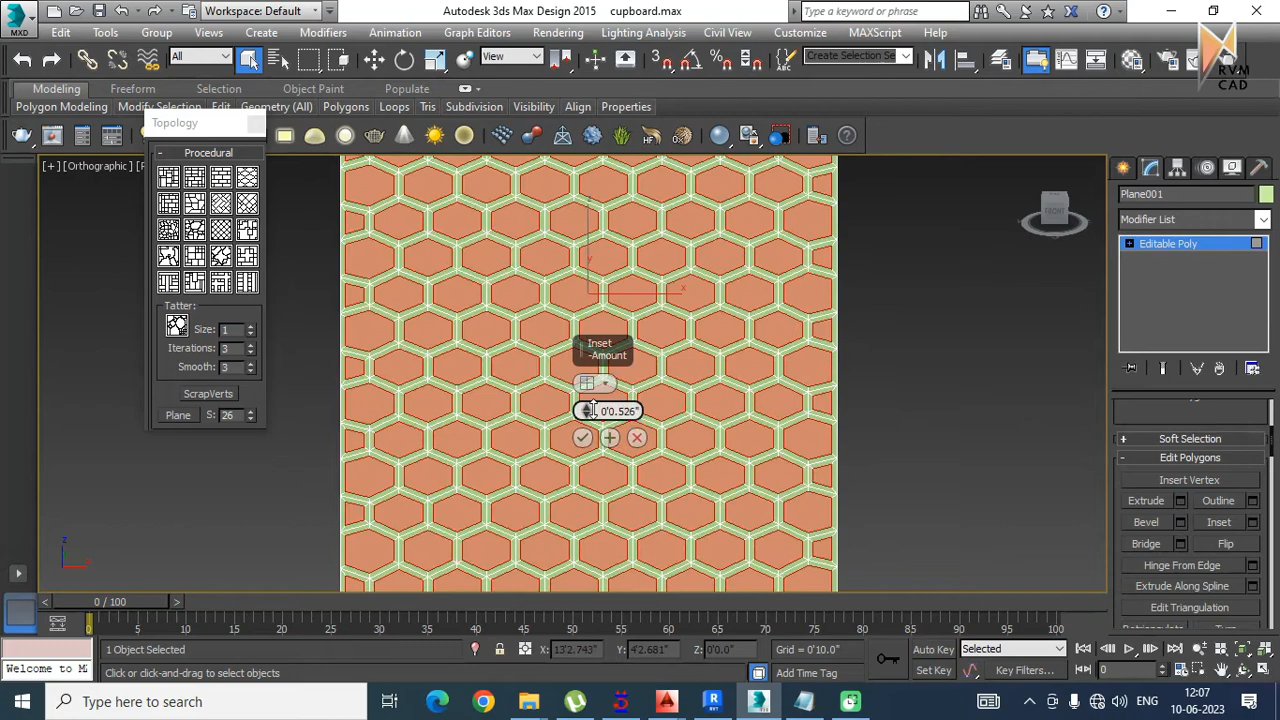 MXD
Workspace: Default
Autodesk 3ds Max Design 2015 cupboard.max
Type a keyword or phrase
Edit Tools Group Views Create Modifiers Animation Graph Editors Rendering Lighting Analysis Civil View Customize MAXScript Help
All
View
Create Selection Se
RVM
CAD
Modeling Freeform Selection Object Paint Populate
Polygon Modeling Modify Selection Edit Geometry (All) Polygons Loops Tris Subdivision Visibility Align Properties
Topology
HF
[+] [Orthographic]
- Procedural
FRONT
Plane001
Modifier List
Editable Poly
y
x
Tatter:
Size: 1
Iterations: 3
Smooth: 3
ScrapVerts
Plane S: 26
Inset
-Amount
0'0.526"
+ Soft Selection
- Edit Polygons
Insert Vertex
Extrude Outline
Bevel Inset
Bridge Flip
Hinge From Edge
Extrude Along Spline
Edit Triangulation
z
0 / 100
0 5 10 15 20 25 30 35 40 45 50 55 60 65 70 75 80 85 90 95 100
1 Object Selected
X: 13'2.743" Y: 4'2.681" Z: 0'0.0" Grid = 0'10.0"
Auto Key Selected
Welcome to M
Click or click-and-drag to select objects
Add Time Tag
Set Key Key Filters...
0
Type here to search
ENG
12:07
10-06-2023